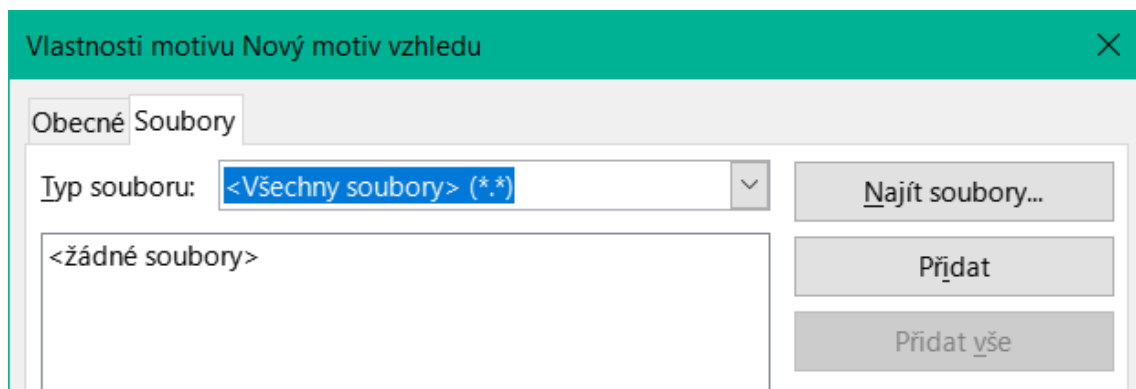 Vlastnosti motivu Nový motiv vzhledu
Obecné Soubory
Typ souboru: <Všechny soubory> (*.*)
Najít soubory...
<žádné soubory>
Přidat
Přidat vše